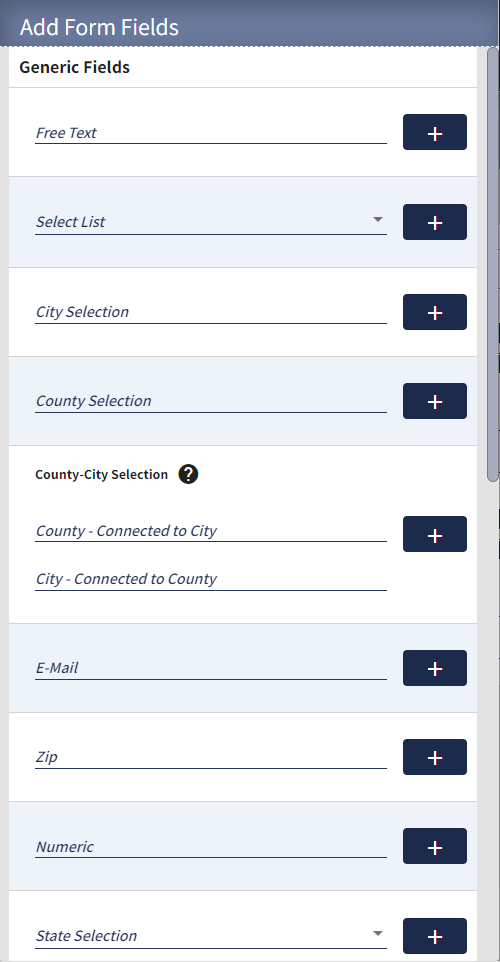 Add Form Fields
Generic Fields
Free Text
Select List
City Selection
County Selection
County-City Selection ?
County - Connected to City
City - Connected to County
E-Mail
Zip
Numeric
State Selection